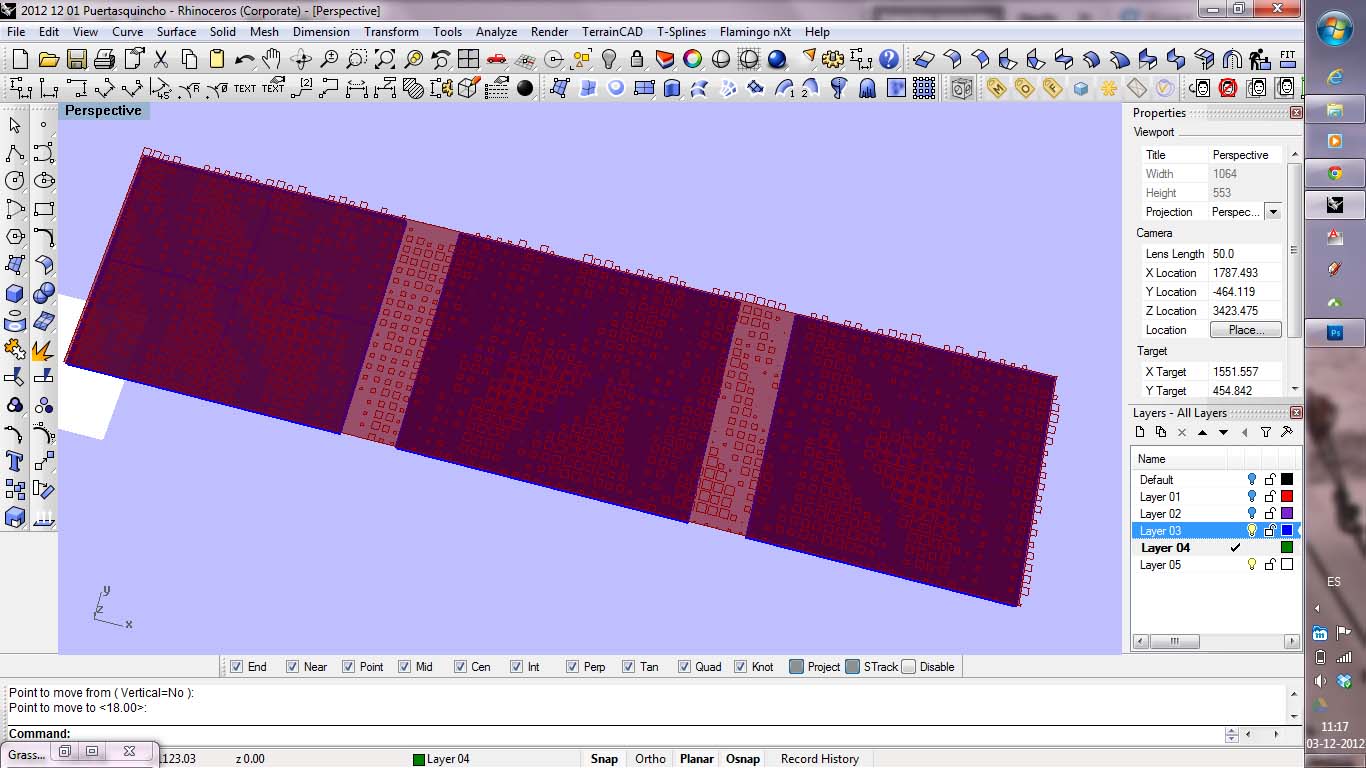 2012 12 01 Puertasquincho - Rhinoceros (Corporate) - [Perspective]
File Edit View Curve Surface Solid Mesh Dimension Transform Tools Analyze Render TerrainCAD T-Splines Flamingo nXt Help
FIT
TEXT TEXT
Perspective
Properties
Viewport
Title Perspective
Width 1064
Height 553
Projection Perspec...
Camera
Lens Length 50.0
X Location 1787.493
Y Location -464.119
Z Location 3423.475
Location Place...
Target
X Target 1551.557
Y Target 454.842
Layers - All Layers
Name
Default
Layer 01
Layer 02
Layer 03
Layer 04
Layer 05
y
z
x
End Near Point Mid Cen Int Perp Tan Quad Knot Project STrack Disable
Point to move from ( Vertical=No ):
Point to move to <18.00>:
Command:
Grass...
123.03 z 0.00 Layer 04 Snap Ortho Planar Osnap Record History
Ps
ES
11:17
03-12-2012